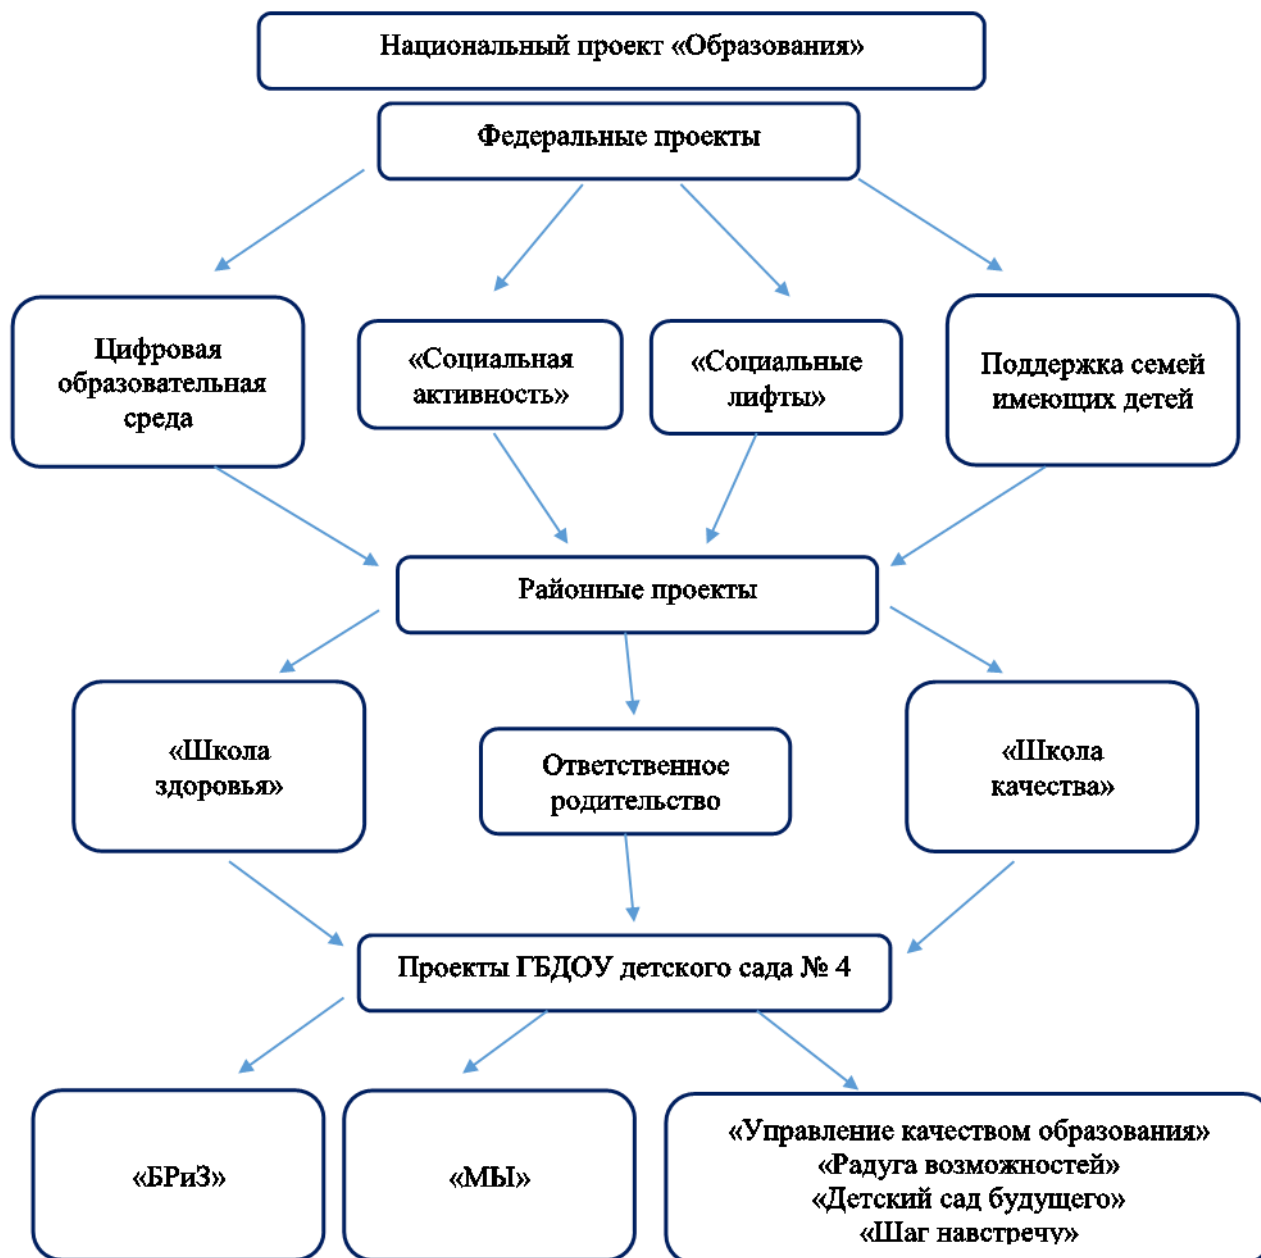 Национальный проект «Образования»
Федеральные проекты
Цифровая
образовательная
среда
«Социальная
активность»
«Социальные
лифты»
Поддержка семей
имеющих детей
Районные проекты
«Школа
здоровья»
Ответственное
родительство
«Школа
качества»
Проекты ГБДОУ детского сада № 4
«БРиЗ»
«МЫ»
«Управление качеством образования»
«Радуга возможностей»
«Детский сад будущего»
«Шаг навстречу»